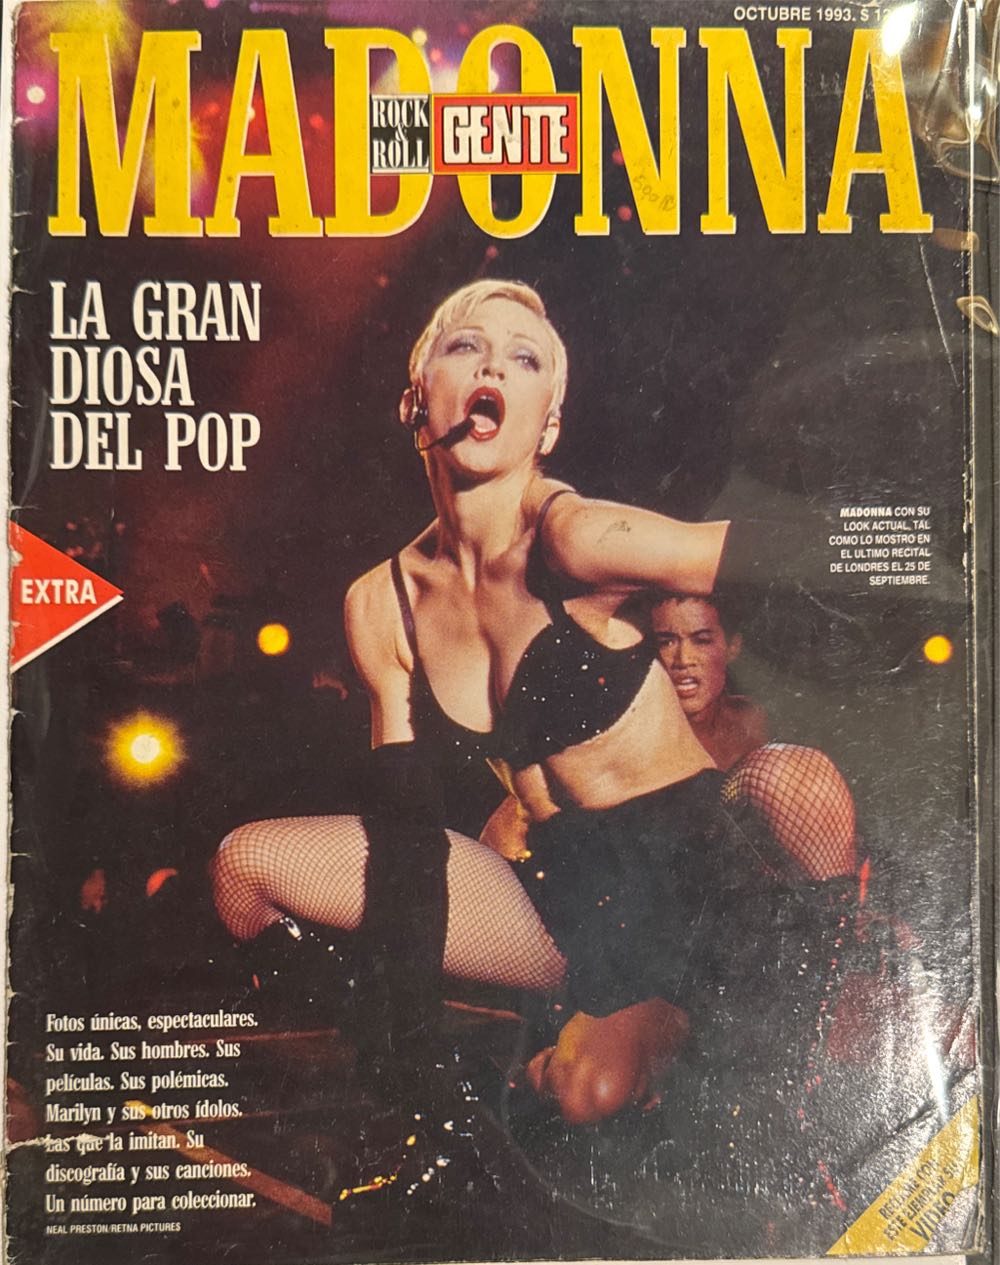 OCTUBRE 1993. $ 12
MADONNA
ROCK
&
ROLL
GENTE
LA GRAN
DIOSA
DEL POP
MADONNA CON SU
LOOK ACTUAL, TAL
COMO LO MOSTRO EN
EL ULTIMO RECITAL
DE LONDRES EL 25 DE
SEPTIEMBRE.
EXTRA
Fotos únicas, espectaculares.
Su vida. Sus hombres. Sus
películas. Sus polémicas.
Marilyn y sus otros ídolos.
Las que la imitan. Su
discografía y sus canciones.
Un número para coleccionar.
NEAL PRESTON/RETNA PICTURES
VIDEO